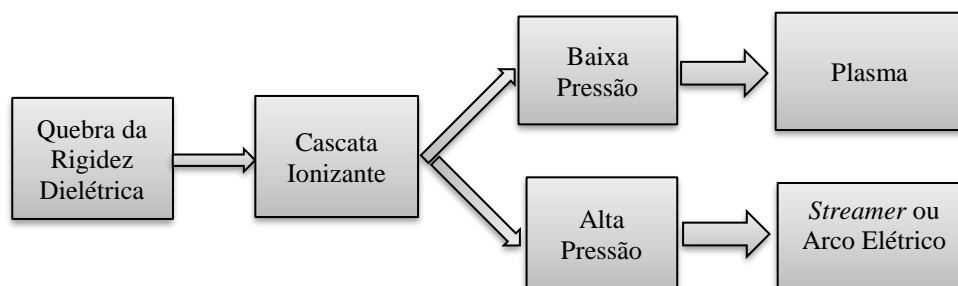 Quebra da
Rigidez
Dielétrica
Cascata
Ionizante
Baixa
Pressão
Plasma
Alta
Pressão
Streamer ou
Arco Elétrico